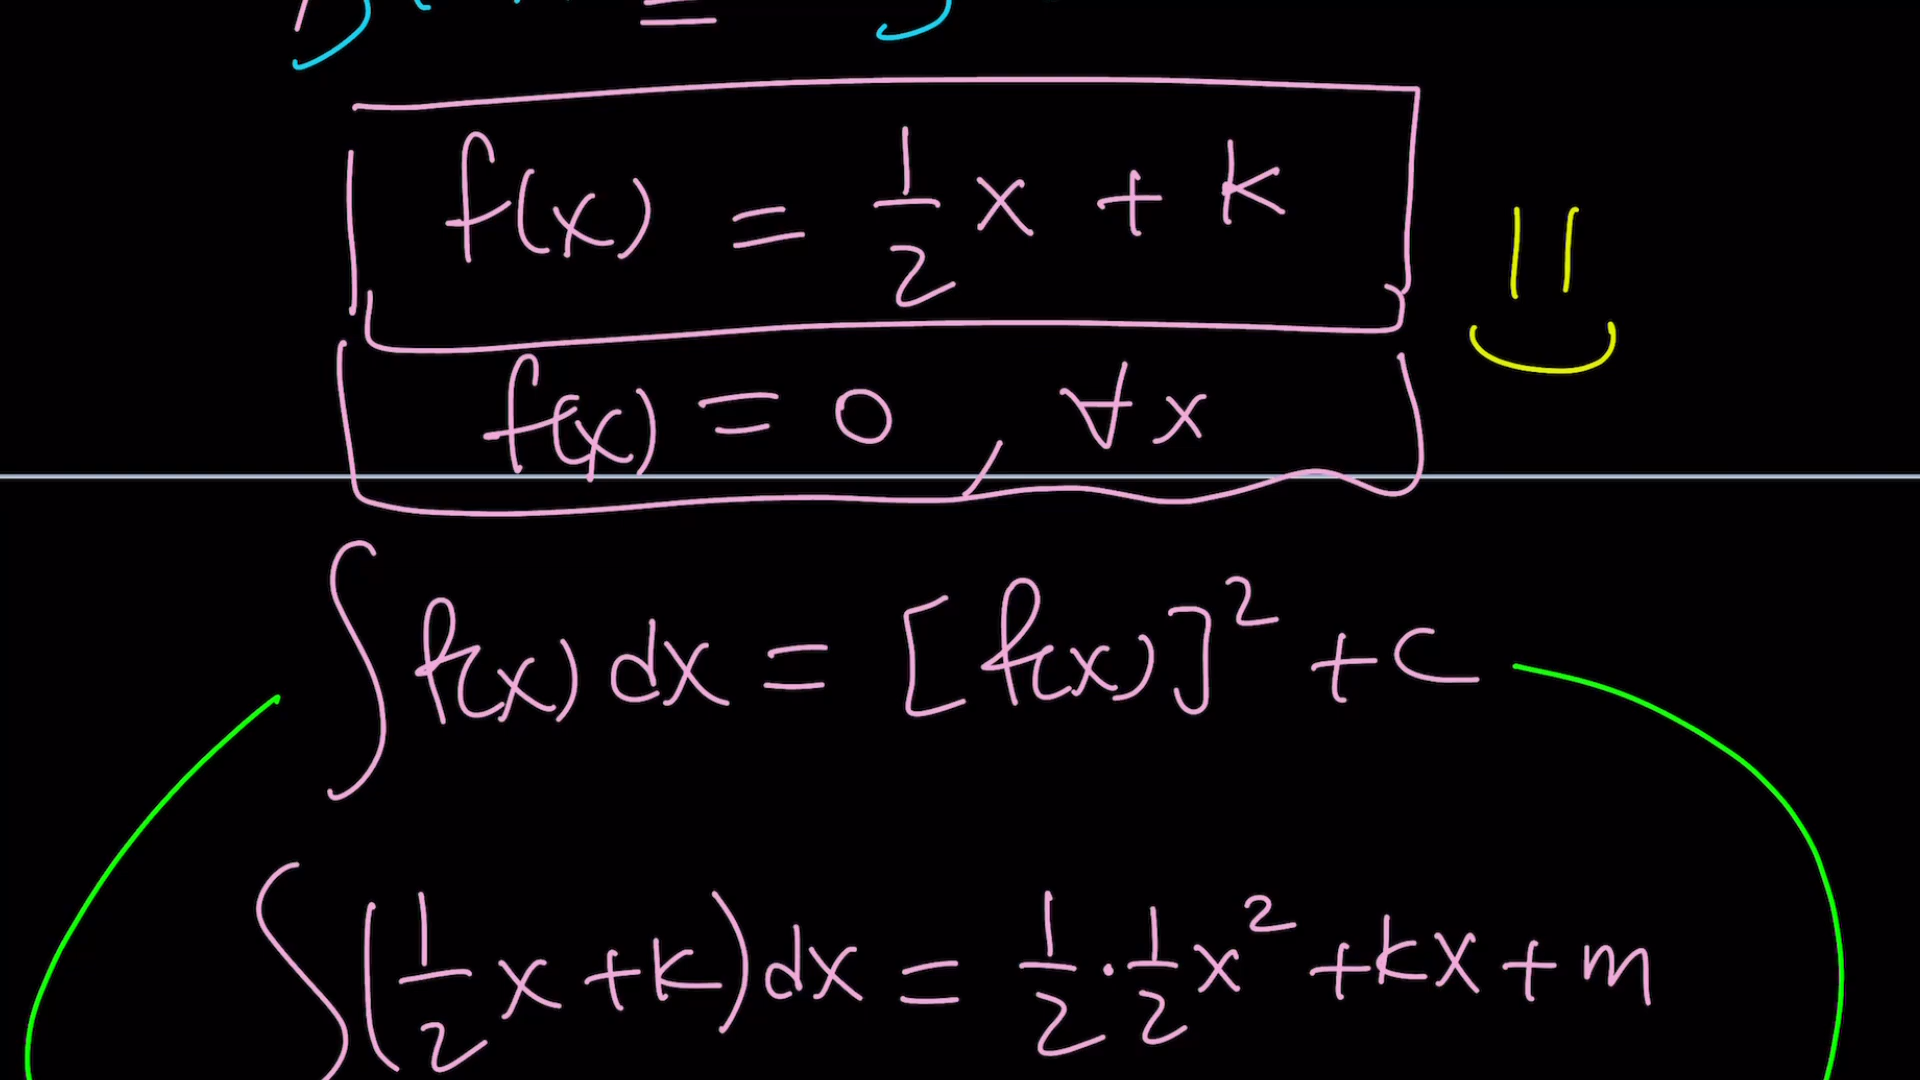 f(x) = 1/2 x + k
f(x) = 0 , ∀x
∫ f(x) dx = [f(x)]² + C
∫ (1/2 x + k) dx = 1/2 · 1/2 x² + kx + m